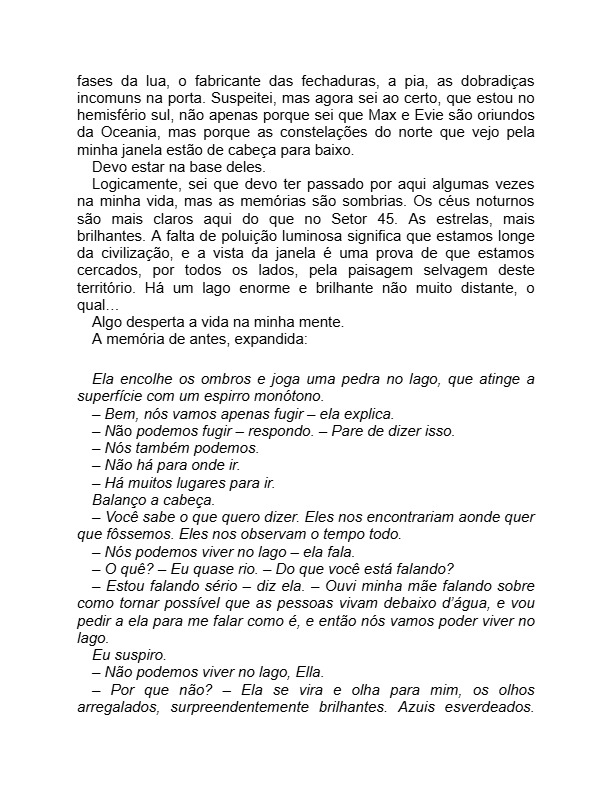 fases da lua, o fabricante das fechaduras, a pia, as dobradiças
incomuns na porta. Suspeitei, mas agora sei ao certo, que estou no
hemisfério sul, não apenas porque sei que Max e Evie são oriundos
da Oceania, mas porque as constelações do norte que vejo pela
minha janela estão de cabeça para baixo.
Devo estar na base deles.
Logicamente, sei que devo ter passado por aqui algumas vezes
na minha vida, mas as memórias são sombrias. Os céus noturnos
são mais claros aqui do que no Setor 45. As estrelas, mais
brilhantes. A falta de poluição luminosa significa que estamos longe
da civilização, e a vista da janela é uma prova de que estamos
cercados, por todos os lados, pela paisagem selvagem deste
território. Há um lago enorme e brilhante não muito distante, o
qual...
Algo desperta a vida na minha mente.
A memória de antes, expandida:
Ela encolhe os ombros e joga uma pedra no lago, que atinge a
superfície com um espirro monótono.
– Bem, nós vamos apenas fugir – ela explica.
– Não podemos fugir – respondo. – Pare de dizer isso.
– Nós também podemos.
– Não há para onde ir.
– Há muitos lugares para ir.
Balanço a cabeça.
– Você sabe o que quero dizer. Eles nos encontrariam aonde quer
que fôssemos. Eles nos observam o tempo todo.
– Nós podemos viver no lago – ela fala.
– O quê? – Eu quase rio. – Do que você está falando?
– Estou falando sério – diz ela. – Ouvi minha mãe falando sobre
como tornar possível que as pessoas vivam debaixo d’água, e vou
pedir a ela para me falar como é, e então nós vamos poder viver no
lago.
Eu suspiro.
– Não podemos viver no lago, Ella.
– Por que não? – Ela se vira e olha para mim, os olhos
arregalados, surpreendentemente brilhantes. Azuis esverdeados.